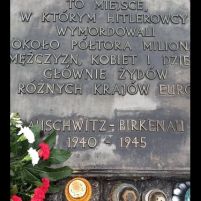 TO MIEJSCE,
W KTÓRYM HITLEROWCY
WYMORDOWALI
OKOŁO PÓŁTORA MILIONA
MĘŻCZYZN, KOBIET I DZIE
GŁÓWNIE ŻYDÓW
RÓŻNYCH KRAJÓW EURO
AUSCHWITZ-BIRKENAU
1940 - 1945